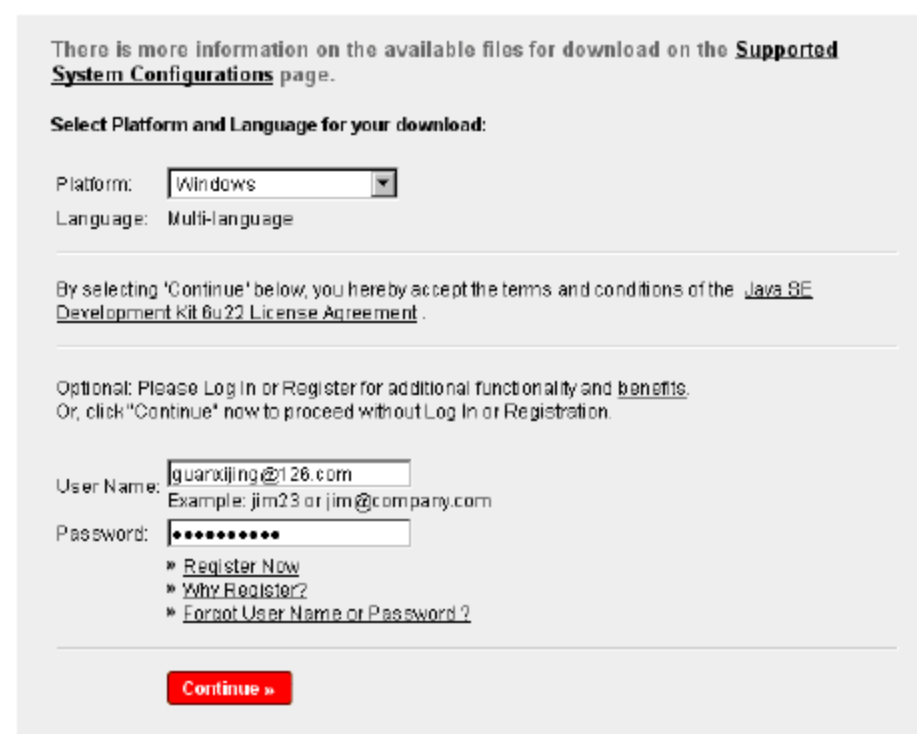 There is more information on the available files for download on the Supported
System Configurations page.
Select Platform and Language for your download:
Platform: Windows
Language: Multi-language
By selecting 'Continue' below, you hereby accept the terms and conditions of the Java SE
Development Kit 6u22 License Agreement .
Optional: Please Log In or Register for additional functionality and benefits.
Or, click "Continue" now to proceed without Log In or Registration.
User Name: guanxijing@126.com
Example: jim23 or jim@company.com
Password: ••••••••••
» Register Now
» Why Register?
» Forgot User Name or Password ?
Continue »